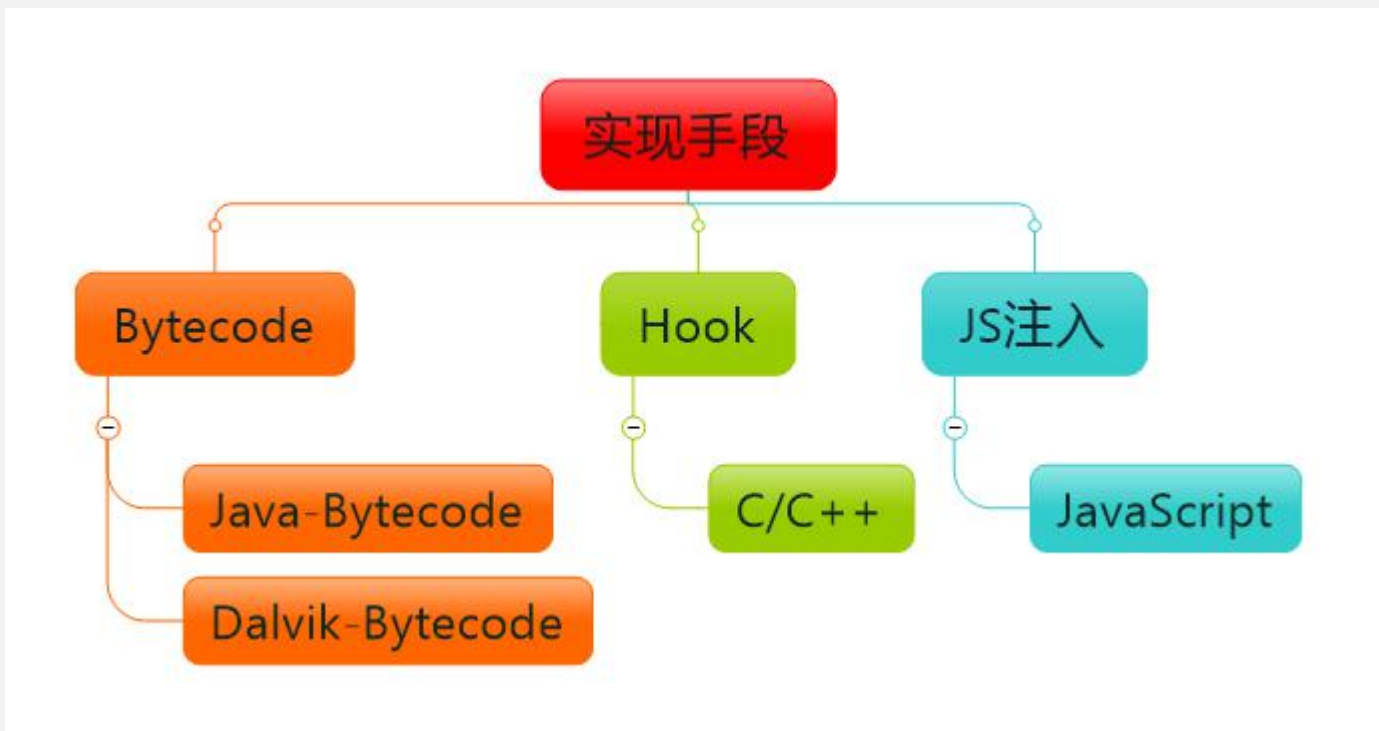 实现手段
Bytecode
Hook
JS注入
Java-Bytecode
C/C++
JavaScript
Dalvik-Bytecode